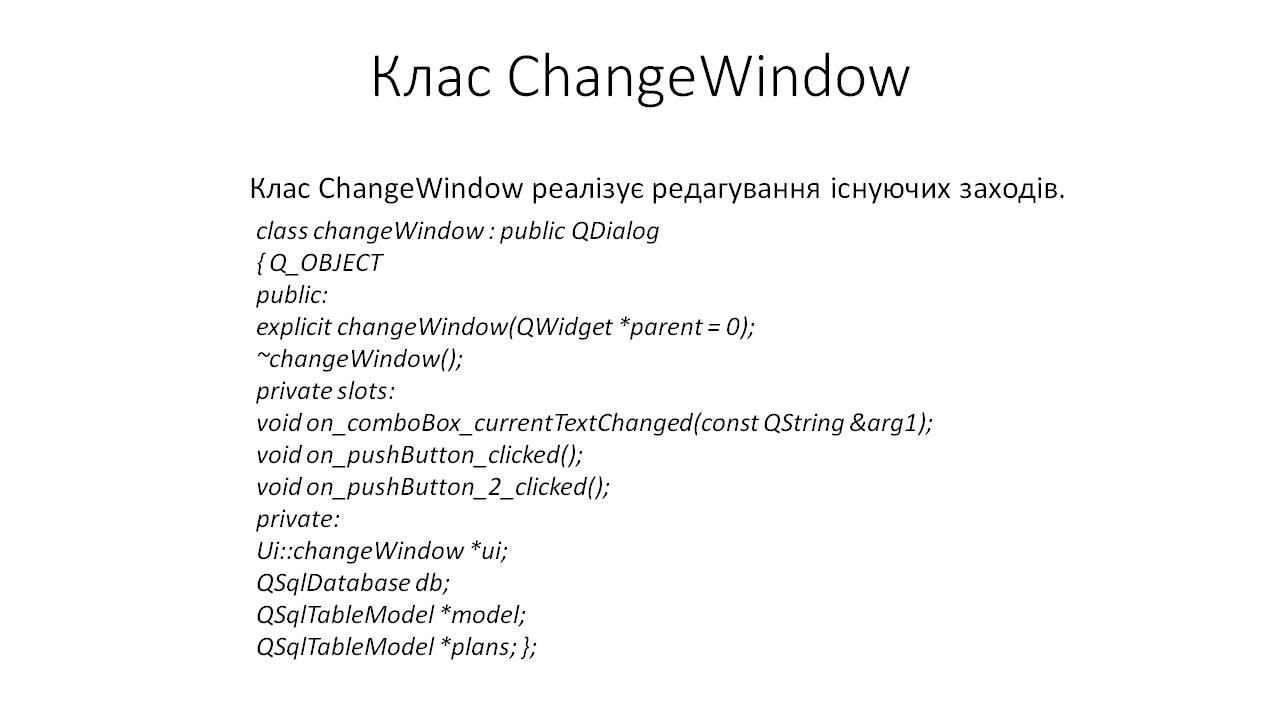 Клас ChangeWindow
Клас ChangeWindow реалізує редагування існуючих заходів.
class changeWindow : public QDialog
{ Q_OBJECT
public:
explicit changeWindow(QWidget *parent = 0);
~changeWindow();
private slots:
void on_comboBox_currentTextChanged(const QString &arg1);
void on_pushButton_clicked();
void on_pushButton_2_clicked();
private:
Ui::changeWindow *ui;
QSqlDatabase db;
QSqlTableModel *model;
QSqlTableModel *plans; };